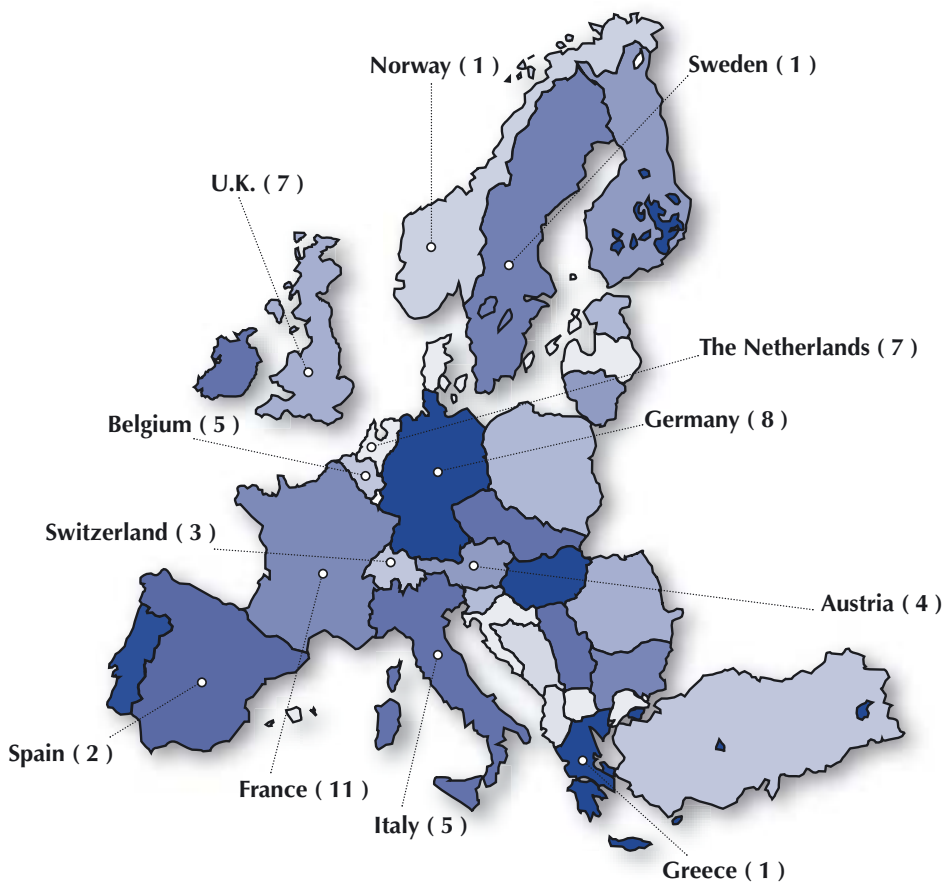 Norway ( 1 )
Sweden ( 1 )
U.K. ( 7 )
The Netherlands ( 7 )
Belgium ( 5 )
Germany ( 8 )
Switzerland ( 3 )
Austria ( 4 )
Spain ( 2 )
France ( 11 )
Italy ( 5 )
Greece ( 1 )